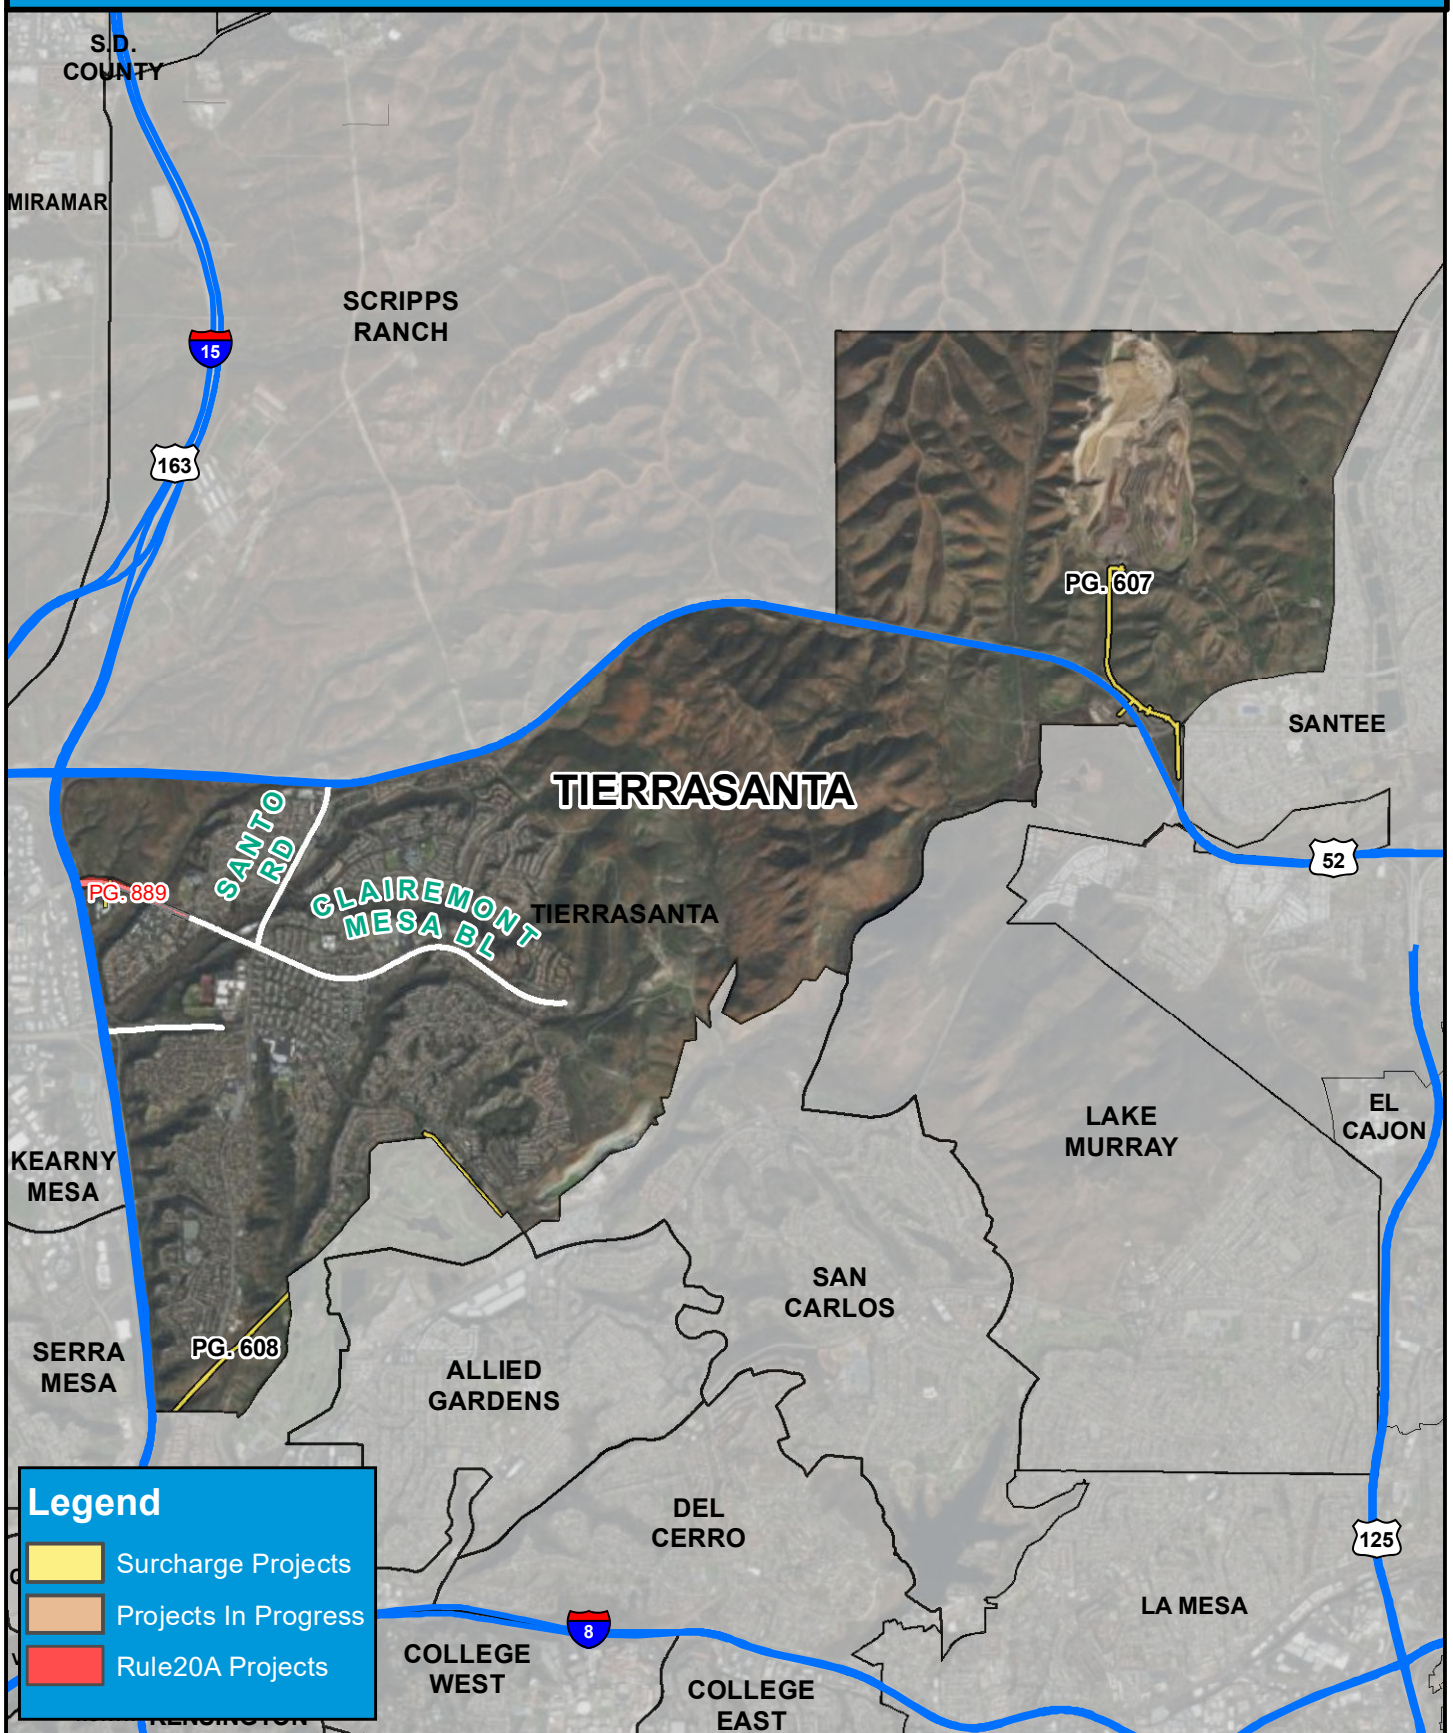 S.D.
COUNTY
MIRAMAR
SCRIPPS
RANCH
15
163
PG. 607
SANTEE
TIERRASANTA
SANTO
RD
52
PG. 889
CLAIREMONT
MESA BL
TIERRASANTA
LAKE
MURRAY
EL
CAJON
KEARNY
MESA
SAN
CARLOS
PG. 608
SERRA
MESA
ALLIED
GARDENS
Legend
Surcharge Projects
Projects In Progress
Rule20A Projects
DEL
CERRO
125
LA MESA
8
COLLEGE
WEST
COLLEGE
EAST
KENSINGTON